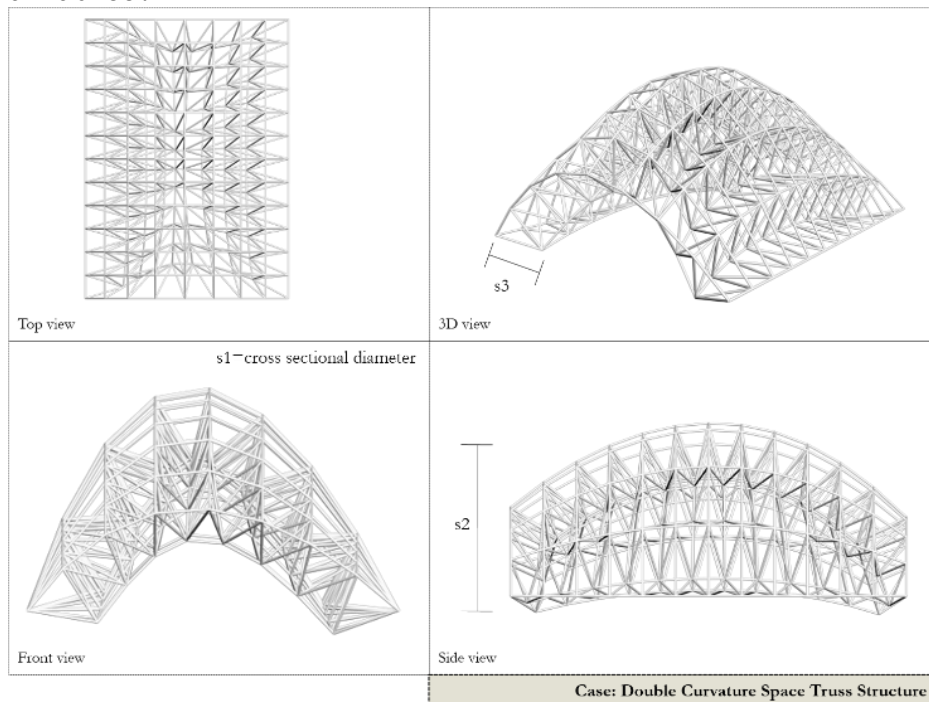 s3
Top view
3D view
s1=cross sectional diameter
s2
Front view
Side view
Case: Double Curvature Space Truss Structure